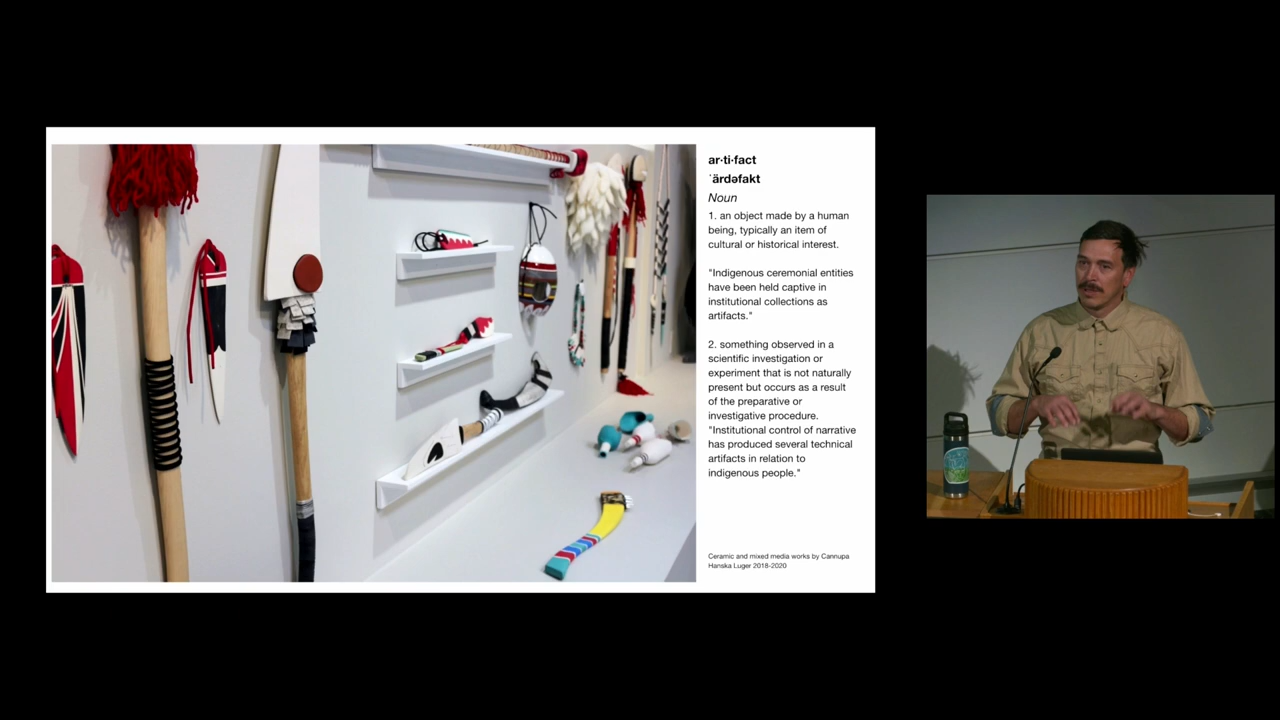 ar·ti·fact
ˈärdəfakt
Noun
1. an object made by a human
being, typically an item of
cultural or historical interest.
"Indigenous ceremonial entities
have been held captive in
institutional collections as
artifacts."
2. something observed in a
scientific investigation or
experiment that is not naturally
present but occurs as a result
of the preparative or
investigative procedure.
"Institutional control of narrative
has produced several technical
artifacts in relation to
indigenous people."
Ceramic and mixed media works by Cannupa
Hanska Luger 2018-2020